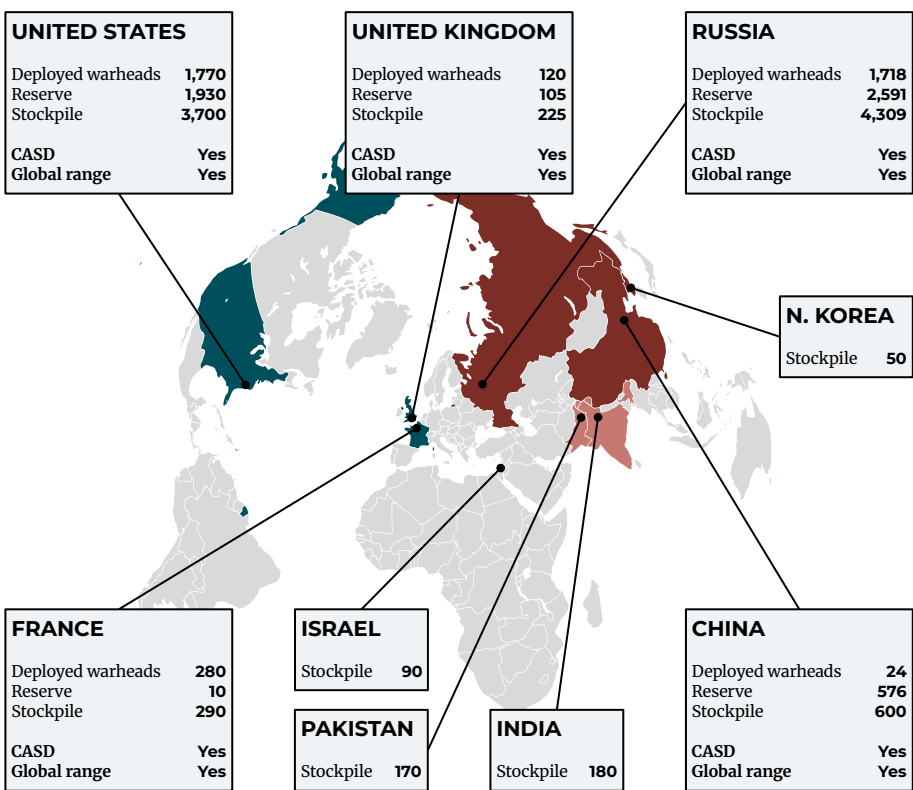 UNITED STATES
Deployed warheads 1,770
Reserve 1,930
Stockpile 3,700
CASD Yes
Global range Yes
UNITED KINGDOM
Deployed warheads 120
Reserve 105
Stockpile 225
CASD Yes
Global range Yes
RUSSIA
Deployed warheads 1,718
Reserve 2,591
Stockpile 4,309
CASD Yes
Global range Yes
N. KOREA
Stockpile 50
FRANCE
Deployed warheads 280
Reserve 10
Stockpile 290
CASD Yes
Global range Yes
ISRAEL
Stockpile 90
PAKISTAN
Stockpile 170
INDIA
Stockpile 180
CHINA
Deployed warheads 24
Reserve 576
Stockpile 600
CASD Yes
Global range Yes